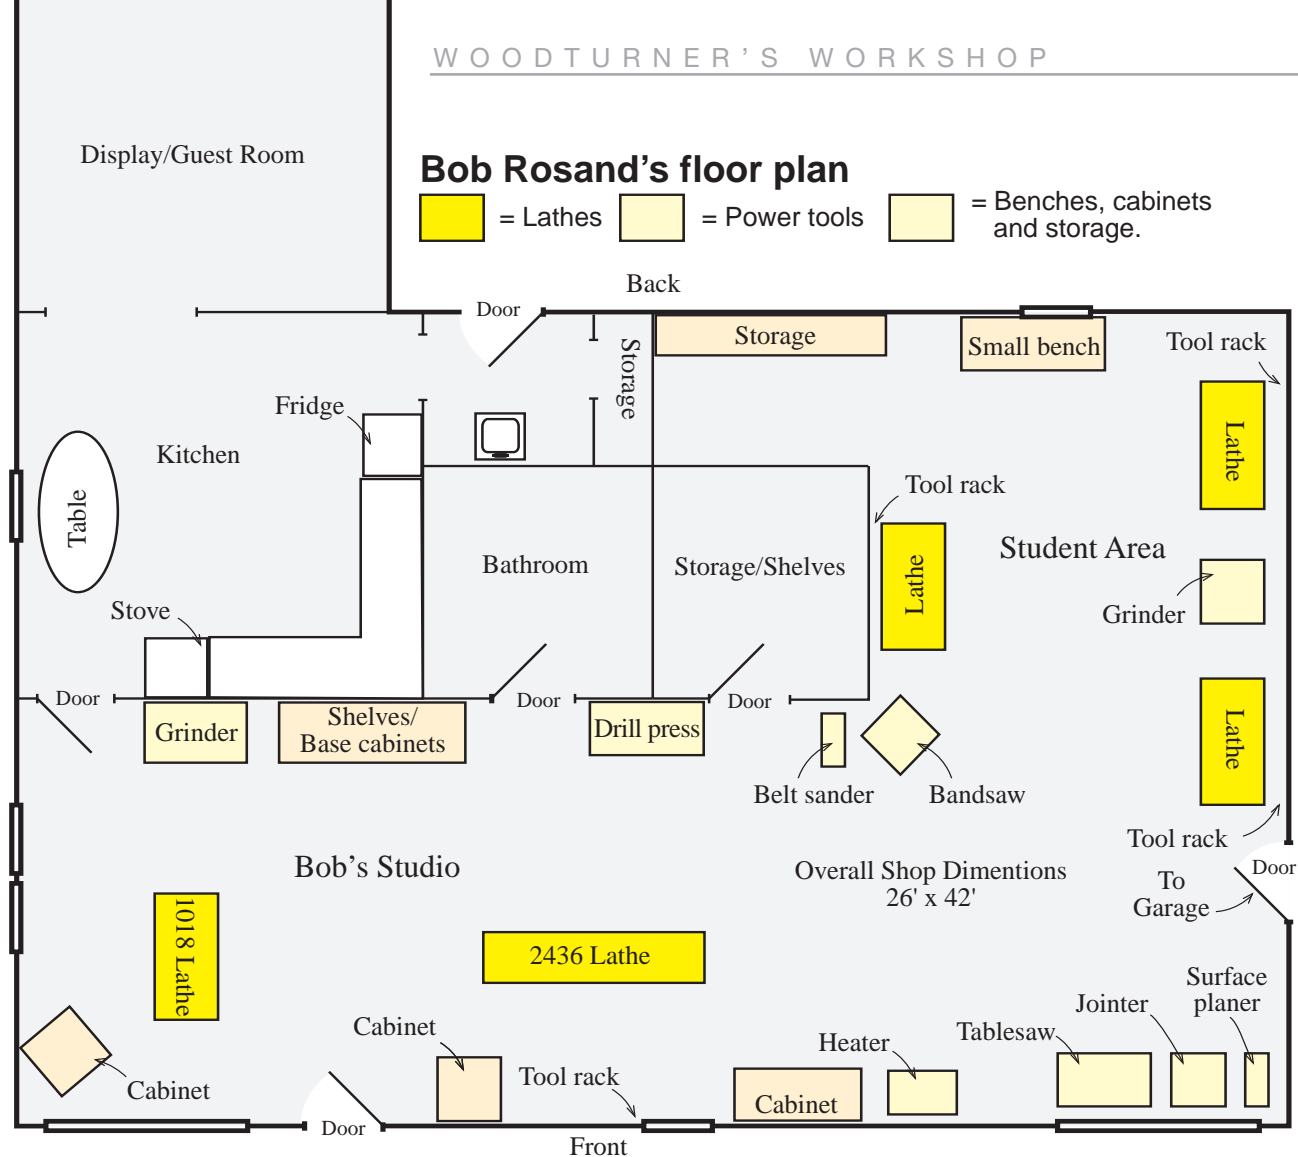 WOODTURNER'S WORKSHOP
Display/Guest Room
Bob Rosand's floor plan
= Lathes
= Power tools
= Benches, cabinets
and storage.
Back
Door
Storage
Storage
Small bench
Tool rack
Fridge
Kitchen
Lathe
Tool rack
Table
Student Area
Bathroom
Storage/Shelves
Lathe
Stove
Grinder
Door
Door
Door
Grinder
Shelves/
Base cabinets
Drill press
Lathe
Belt sander
Bandsaw
Tool rack
Bob's Studio
Overall Shop Dimentions
26' x 42'
Door
To
Garage
1018 Lathe
2436 Lathe
Surface
planer
Jointer
Cabinet
Tablesaw
Heater
Tool rack
Cabinet
Cabinet
Door
Front